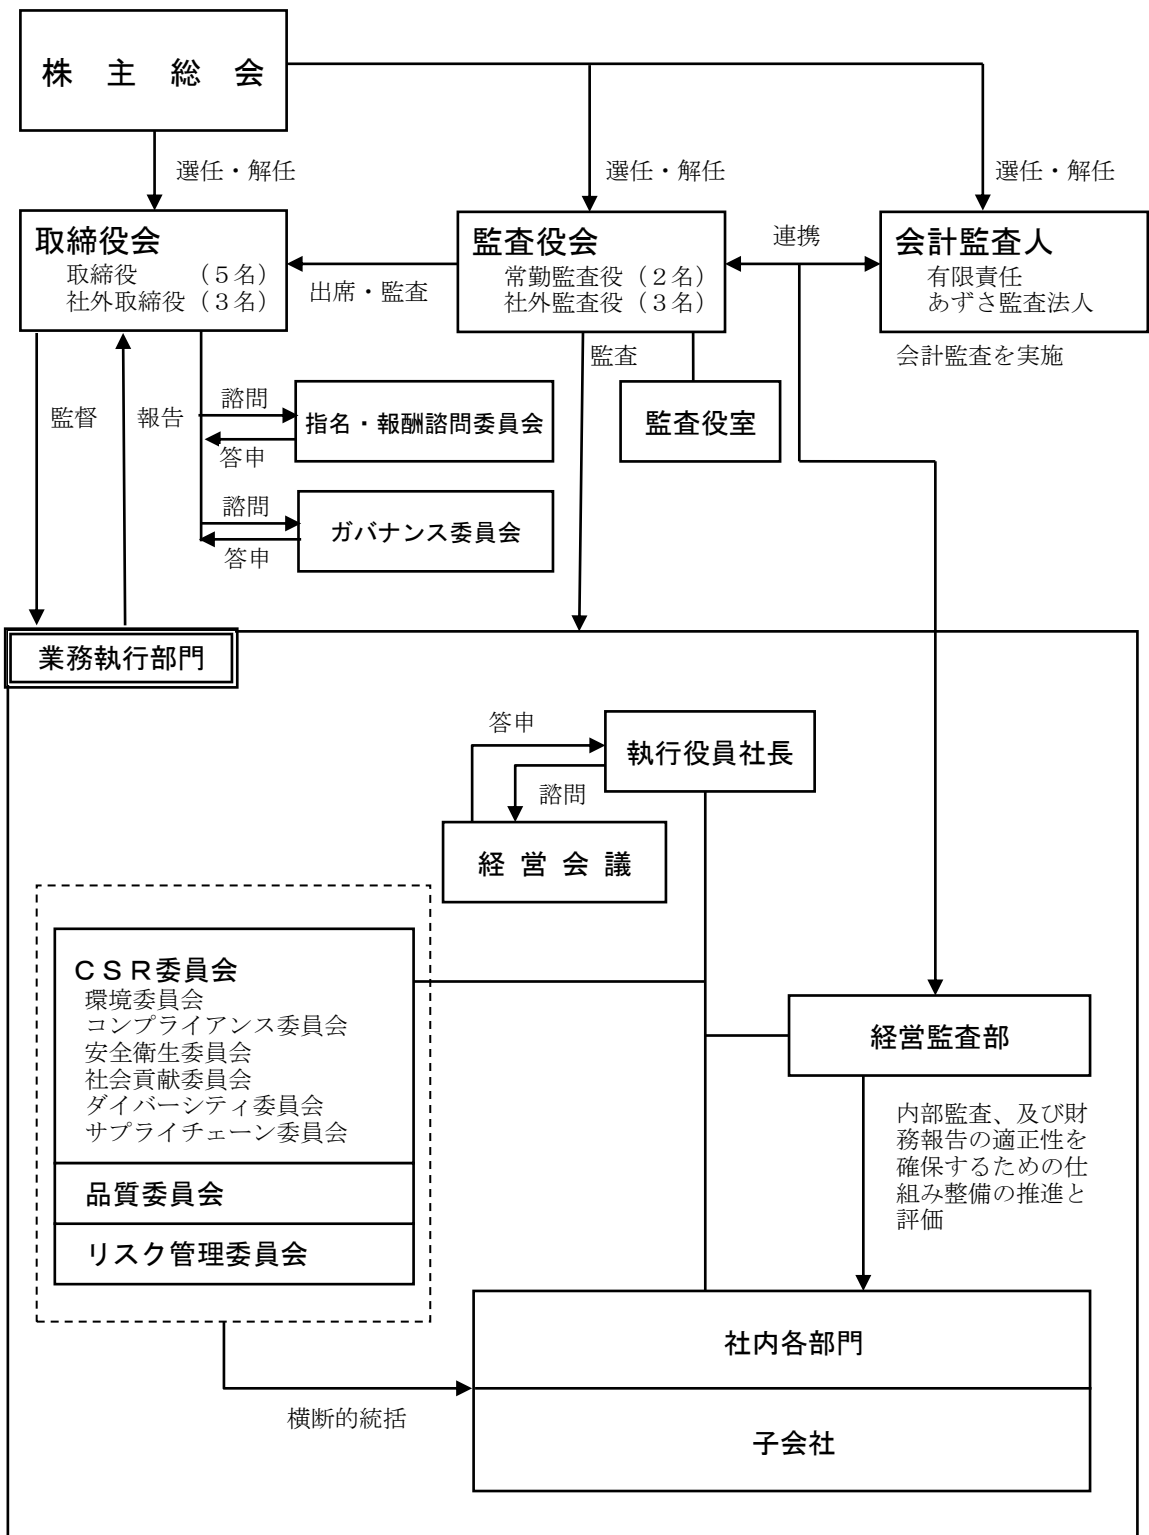 株主総会
選任・解任
選任・解任
選任・解任
取締役会
取締役 （５名）
社外取締役（３名）
出席・監査
監査役会
常勤監査役（２名）
社外監査役（３名）
連携
会計監査人
有限責任
あずさ監査法人
会計監査を実施
監督
報告
諮問
指名・報酬諮問委員会
答申
諮問
ガバナンス委員会
答申
監査
監査役室
業務執行部門
答申
執行役員社長
諮問
経営会議
ＣＳＲ委員会
環境委員会
コンプライアンス委員会
安全衛生委員会
社会貢献委員会
ダイバーシティ委員会
サプライチェーン委員会
品質委員会
リスク管理委員会
経営監査部
内部監査、及び財
務報告の適正性を
確保するための仕
組み整備の推進と
評価
社内各部門
横断的統括
子会社